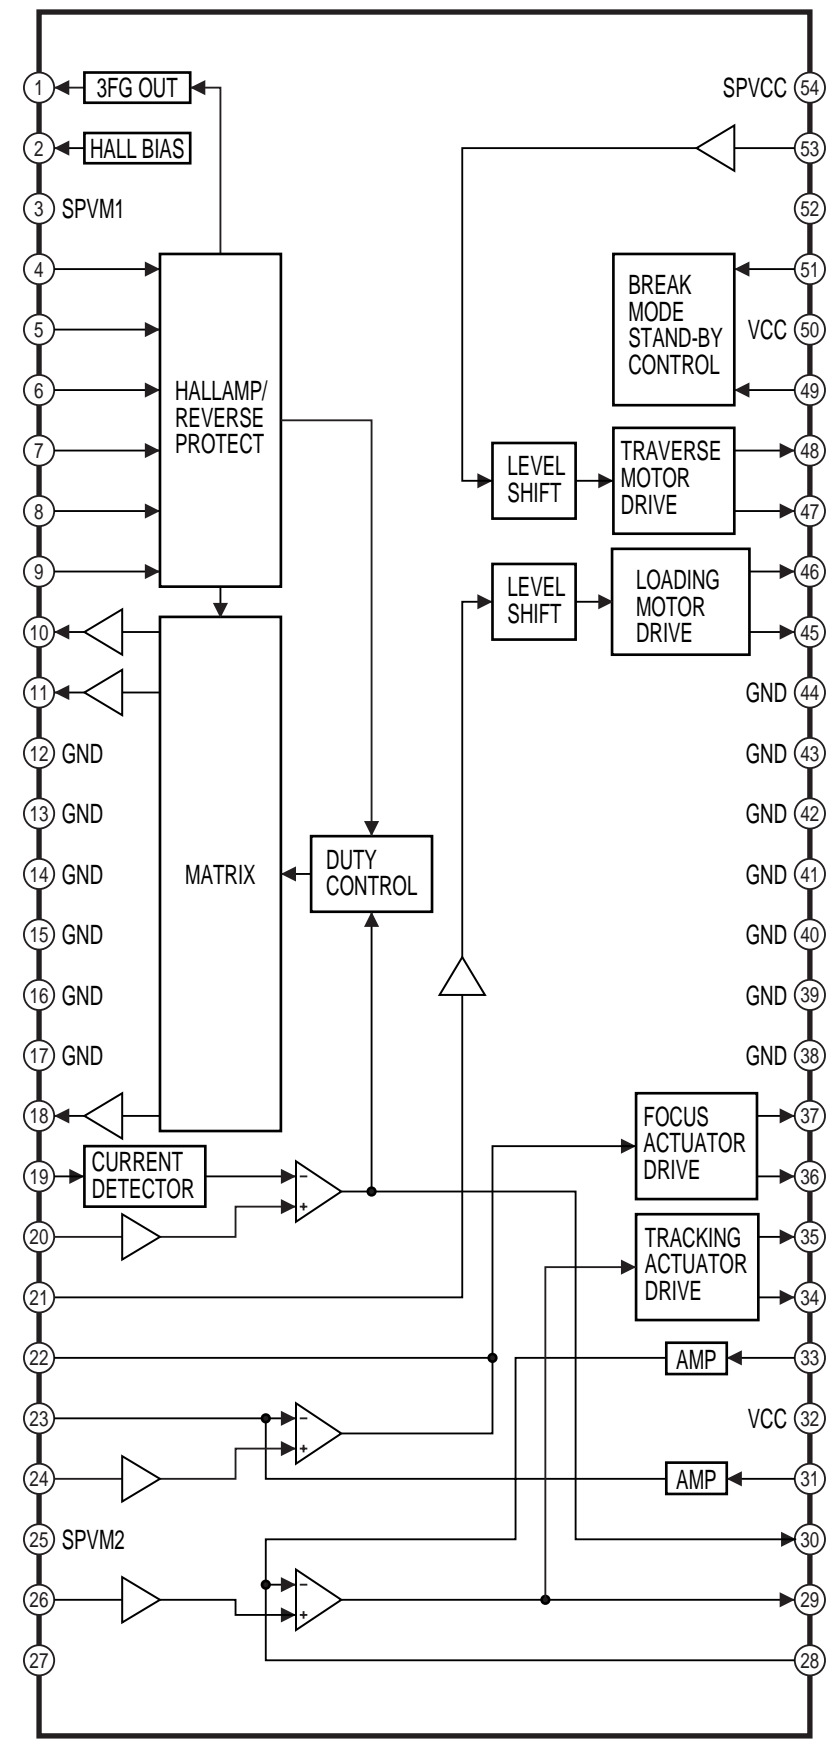 1
3FG OUT
2
HALL BIAS
3
SPVM1
4
5
6
7
8
9
HALLAMP/
REVERSE
PROTECT
10
11
12
GND
13
GND
14
GND
15
GND
16
GND
17
GND
18
MATRIX
DUTY
CONTROL
19
CURRENT
DETECTOR
-
+
20
21
22
23
-
+
24
25
SPVM2
26
-
+
27
SPVCC
54
53
52
51
BREAK
MODE
STAND-BY
CONTROL
VCC
50
49
LEVEL
SHIFT
TRAVERSE
MOTOR
DRIVE
48
47
LEVEL
SHIFT
LOADING
MOTOR
DRIVE
46
45
GND
44
GND
43
GND
42
GND
41
GND
40
GND
39
GND
38
FOCUS
ACTUATOR
DRIVE
37
36
TRACKING
ACTUATOR
DRIVE
35
34
AMP
33
VCC
32
AMP
31
30
29
28